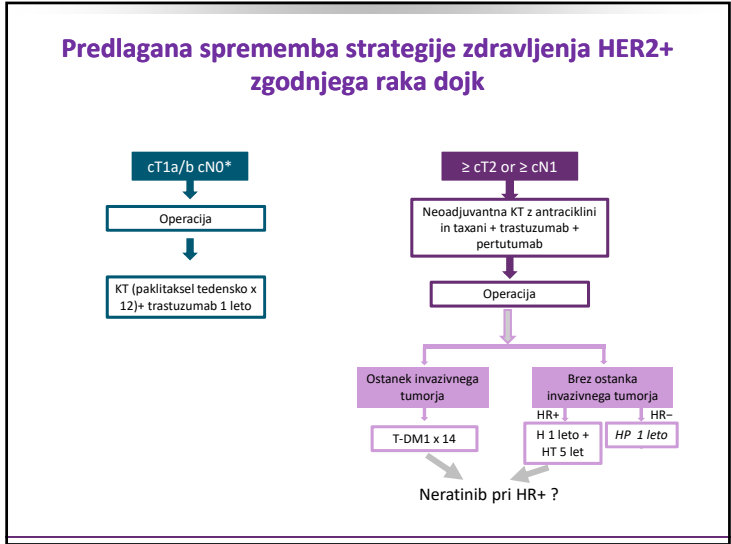 Predlagana sprememba strategije zdravljenja HER2+
zgodnjega raka dojk
cT1a/b cN0*
Operacija
KT (paklitaksel tedensko x
12)+ trastuzumab 1 leto
≥ cT2 or ≥ cN1
Neoadjuvantna KT z antraciklini
in taxani + trastuzumab +
pertutumab
Operacija
Ostanek invazivnega
tumorja
T-DM1 x 14
Brez ostanka
invazivnega tumorja
HR+
HR−
H 1 leto +
HT 5 let
HP 1 leto
Neratinib pri HR+ ?